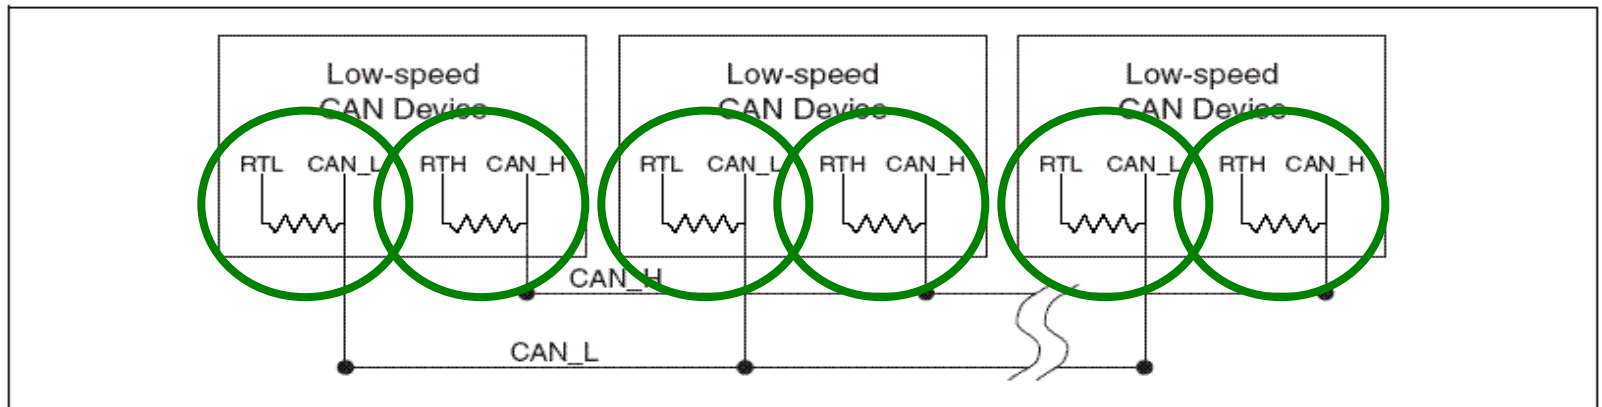 Low-speed
CAN Device
Low-speed
CAN Device
Low-speed
CAN Device
RTL CAN_L RTH CAN_H
RTL CAN_L RTH CAN_H
RTL CAN_L RTH CAN_H
CAN_H
CAN_L